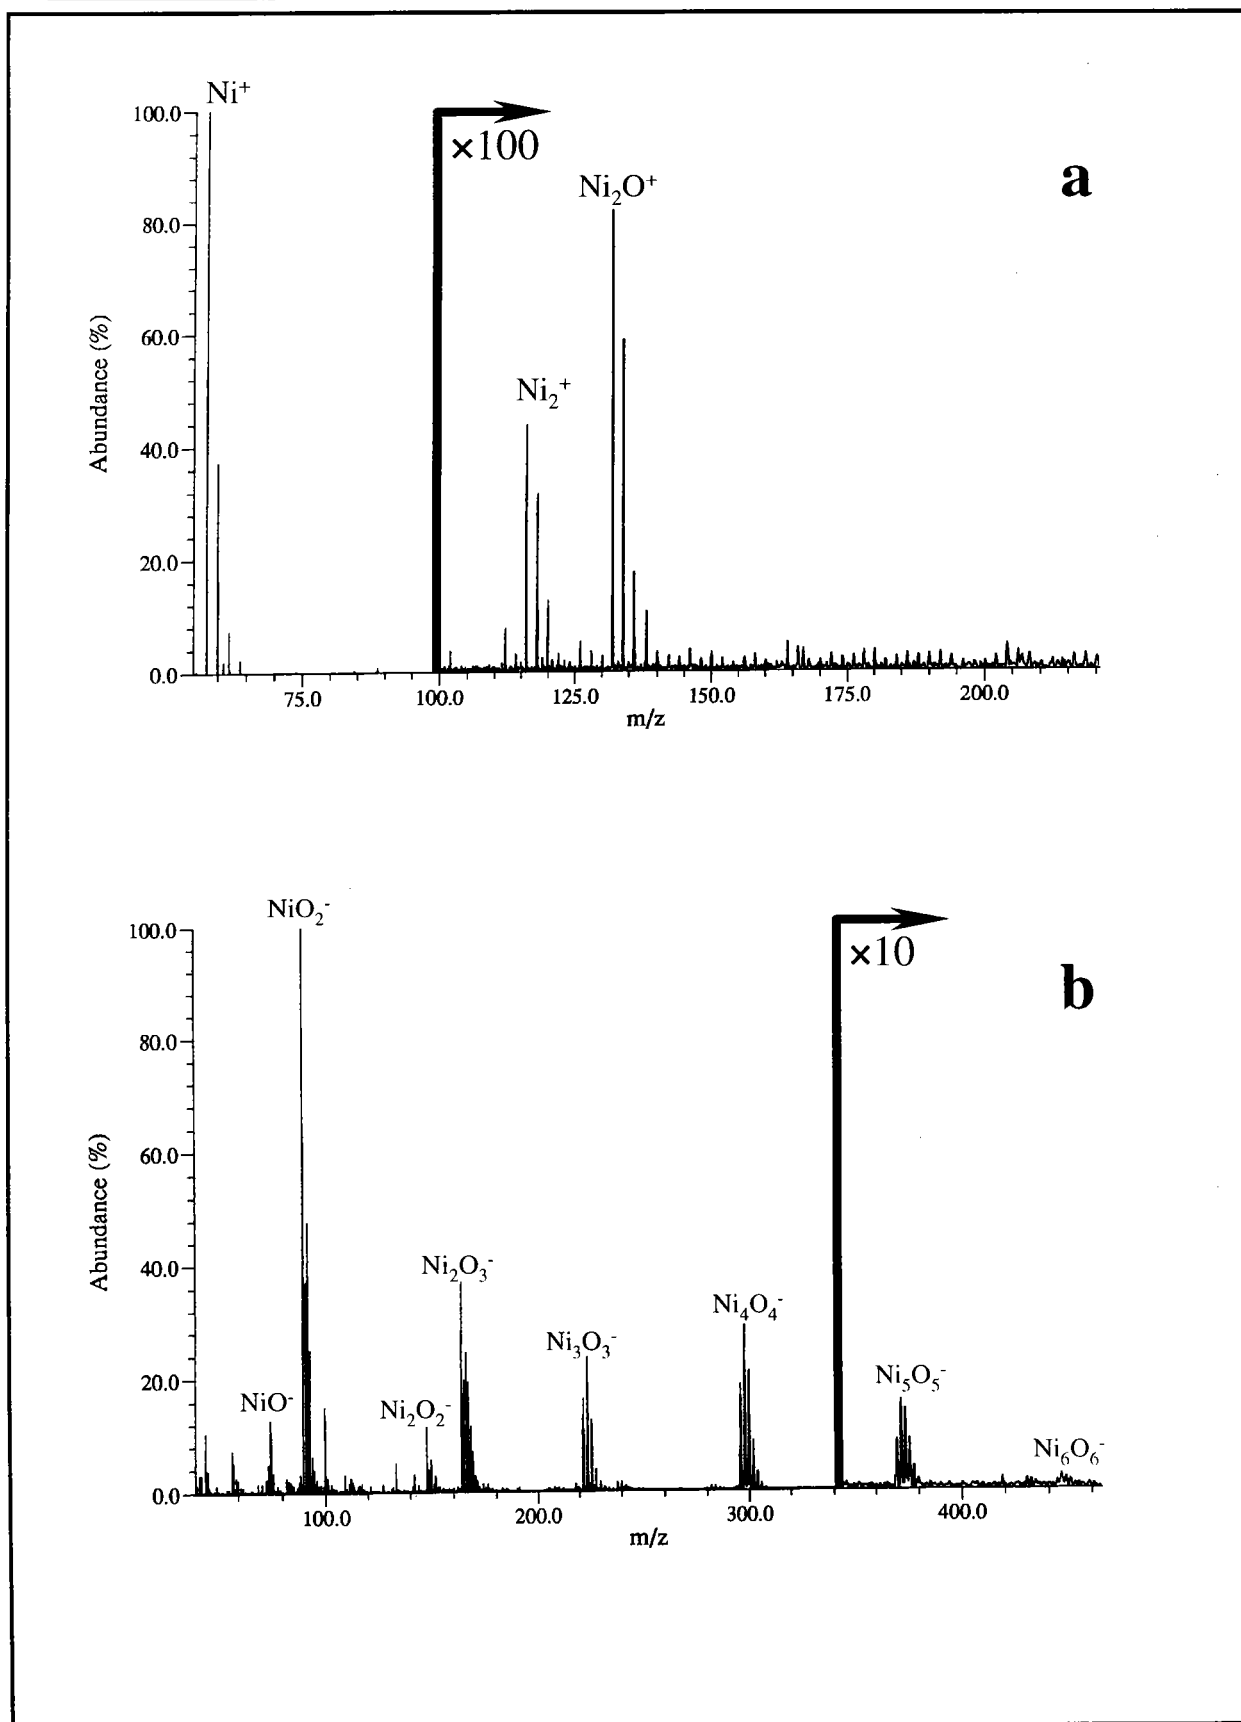 Ni⁺
100.0
×100
a
Ni₂O⁺
80.0
60.0
Abundance (%)
Ni₂⁺
40.0
20.0
0.0
75.0 100.0 125.0 150.0 175.0 200.0
m/z
NiO₂⁻
100.0
×10
b
80.0
60.0
Abundance (%)
Ni₂O₃⁻
40.0
Ni₄O₄⁻
Ni₃O₃⁻
20.0
NiO⁻
Ni₂O₂⁻
Ni₅O₅⁻
Ni₆O₆⁻
0.0
100.0 200.0 300.0 400.0
m/z